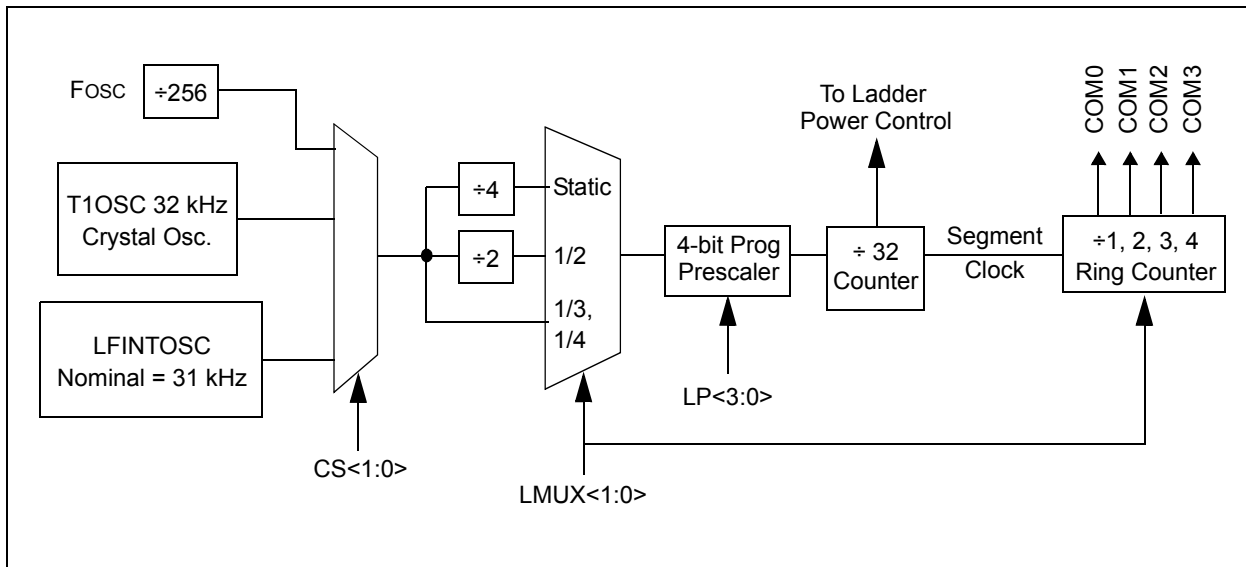 FOSC
÷256
T1OSC 32 kHz
Crystal Osc.
LFINTOSC
Nominal = 31 kHz
CS<1:0>
÷4
÷2
Static
1/2
1/3,
1/4
LMUX<1:0>
4-bit Prog
Prescaler
LP<3:0>
To Ladder
Power Control
÷ 32
Counter
Segment
Clock
COM0
COM1
COM2
COM3
÷1, 2, 3, 4
Ring Counter